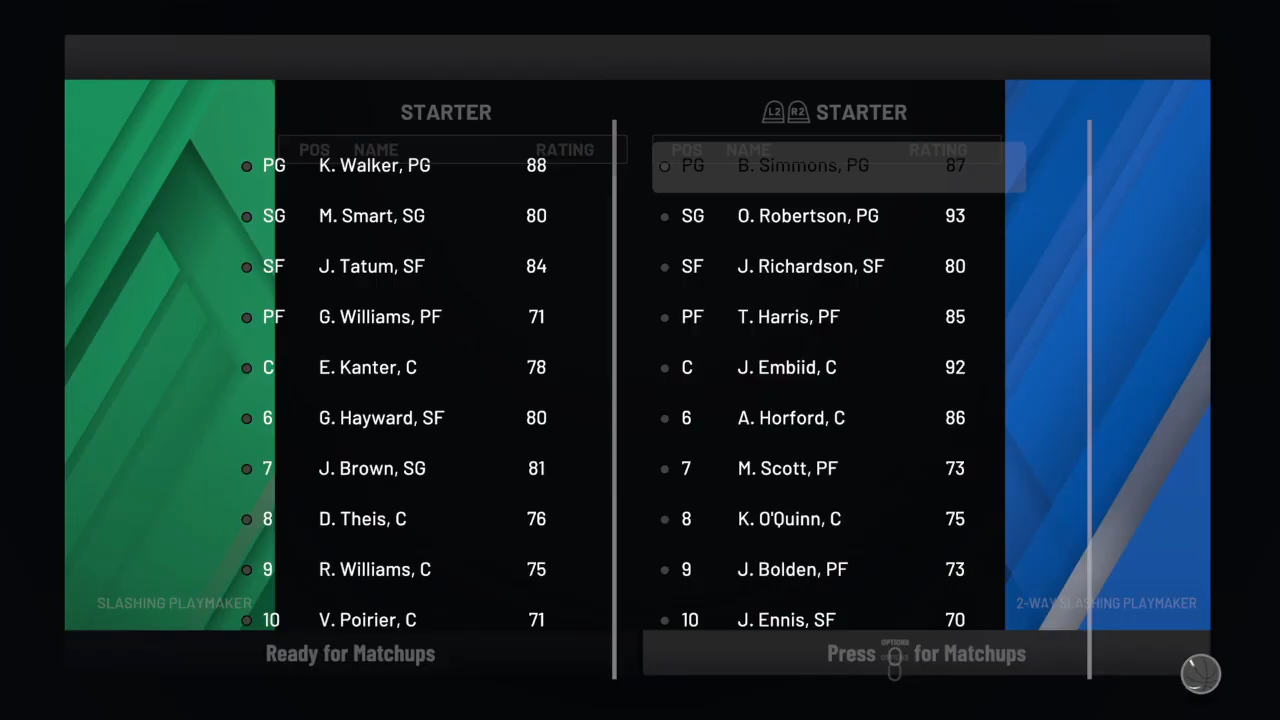 STARTER
POS NAME RATING
PG K. Walker, PG 88
SG M. Smart, SG 80
SF J. Tatum, SF 84
PF G. Williams, PF 71
C E. Kanter, C 78
6 G. Hayward, SF 80
7 J. Brown, SG 81
8 D. Theis, C 76
9 R. Williams, C 75
10 V. Poirier, C 71
SLASHING PLAYMAKER
Ready for Matchups
L2 R2 STARTER
POS NAME RATING
PG B. Simmons, PG 87
SG O. Robertson, PG 93
SF J. Richardson, SF 80
PF T. Harris, PF 85
C J. Embiid, C 92
6 A. Horford, C 86
7 M. Scott, PF 73
8 K. O'Quinn, C 75
9 J. Bolden, PF 73
10 J. Ennis, SF 70
2-WAY SLASHING PLAYMAKER
Press OPTIONS for Matchups